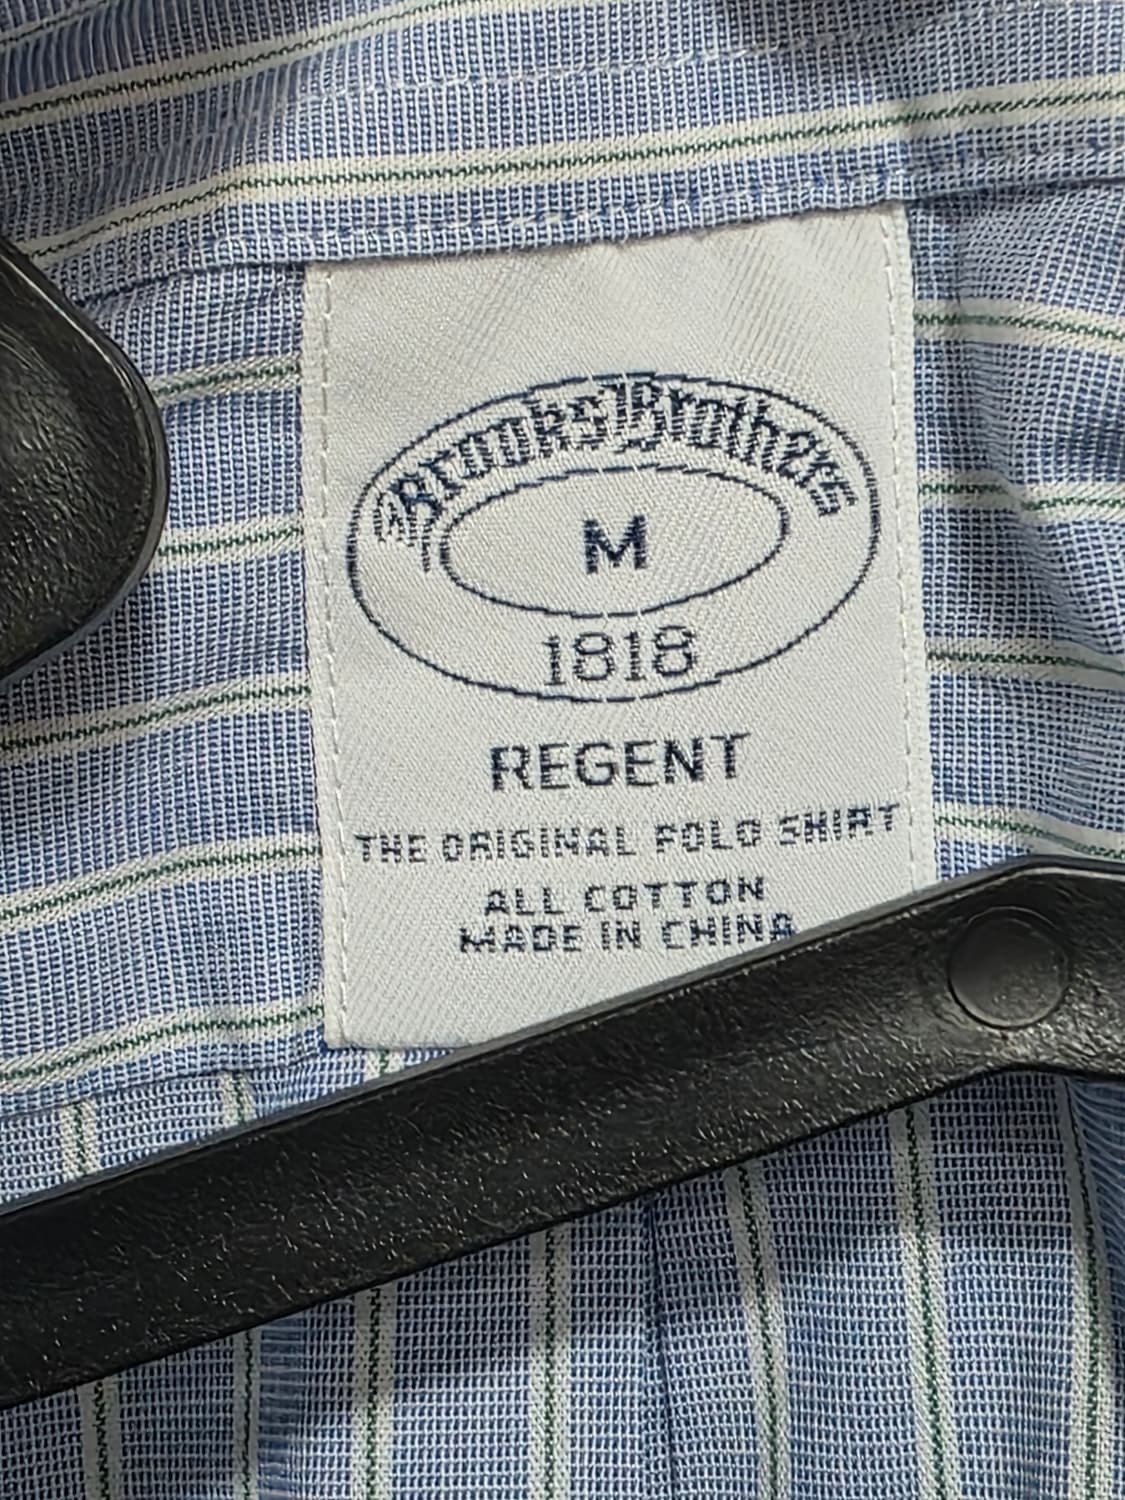 Brooks Brothers
M
1818
REGENT
THE ORIGINAL POLO SHIRT
ALL COTTON
MADE IN CHINA